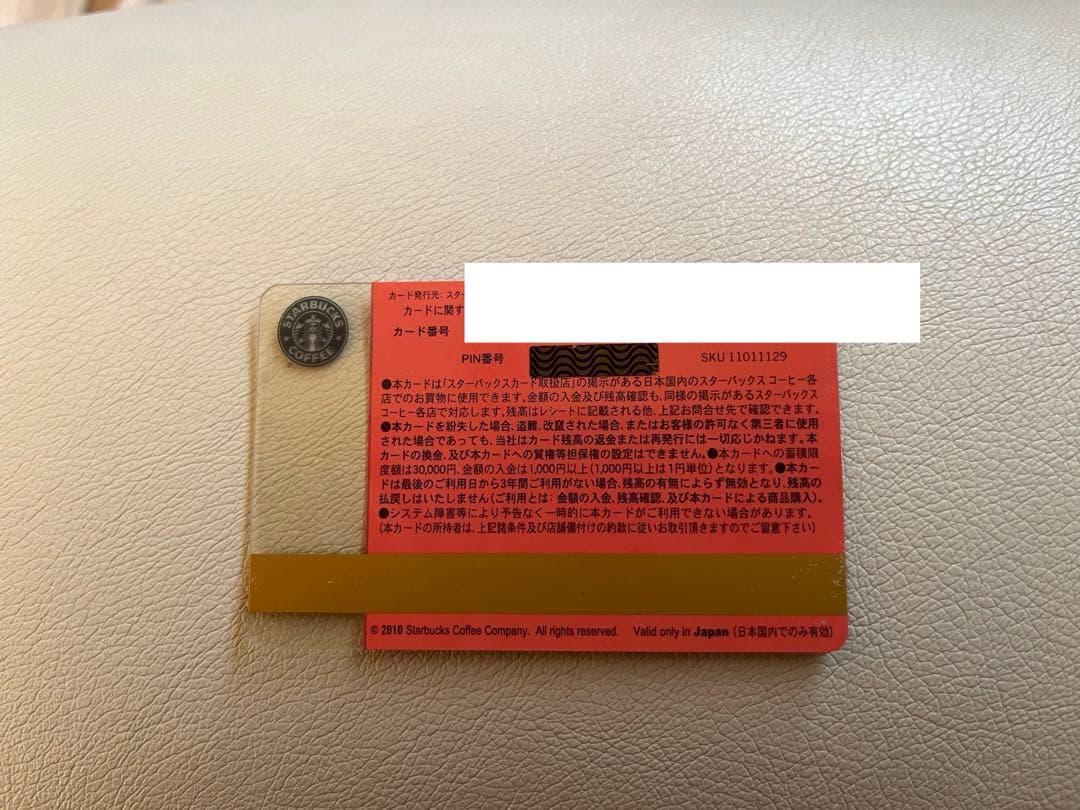 STARBUCKS
COFFEE
カード発行元: スター
カードに関す
カード番号
PIN番号
SKU 11011129
●本カードは「スターバックスカード取扱店」の掲示がある日本国内のスターバックス コーヒー各
店でのお買物に使用できます。金額の入金及び残高確認も、同様の掲示があるスターバックス
コーヒー各店で対応します。残高はレシートに記載される他、上記お問合せ先で確認できます。
●本カードを紛失した場合、盗難、改竄された場合、またはお客様の許可なく第三者に使用
された場合であっても、当社はカード残高の返金または再発行には一切応じかねます。本
カードの換金、及び本カードへの質権等担保権の設定はできません。●本カードへの蓄積限
度額は30,000円、金額の入金は1,000円以上(1,000円以上は1円単位)となります。●本カー
ドは最後のご利用日から3年間ご利用がない場合、残高の有無によらず無効となり、残高の
払戻しはいたしません(ご利用とは: 金額の入金、残高確認、及び本カードによる商品購入)。
●システム障害等により予告なく一時的に本カードがご利用できない場合があります。
(本カードの所持者は、上記諸条件及び店舗備付けの約款に従いお取引頂きますのでご留意下さい)
© 2010 Starbucks Coffee Company. All rights reserved. Valid only in Japan (日本国内でのみ有効)